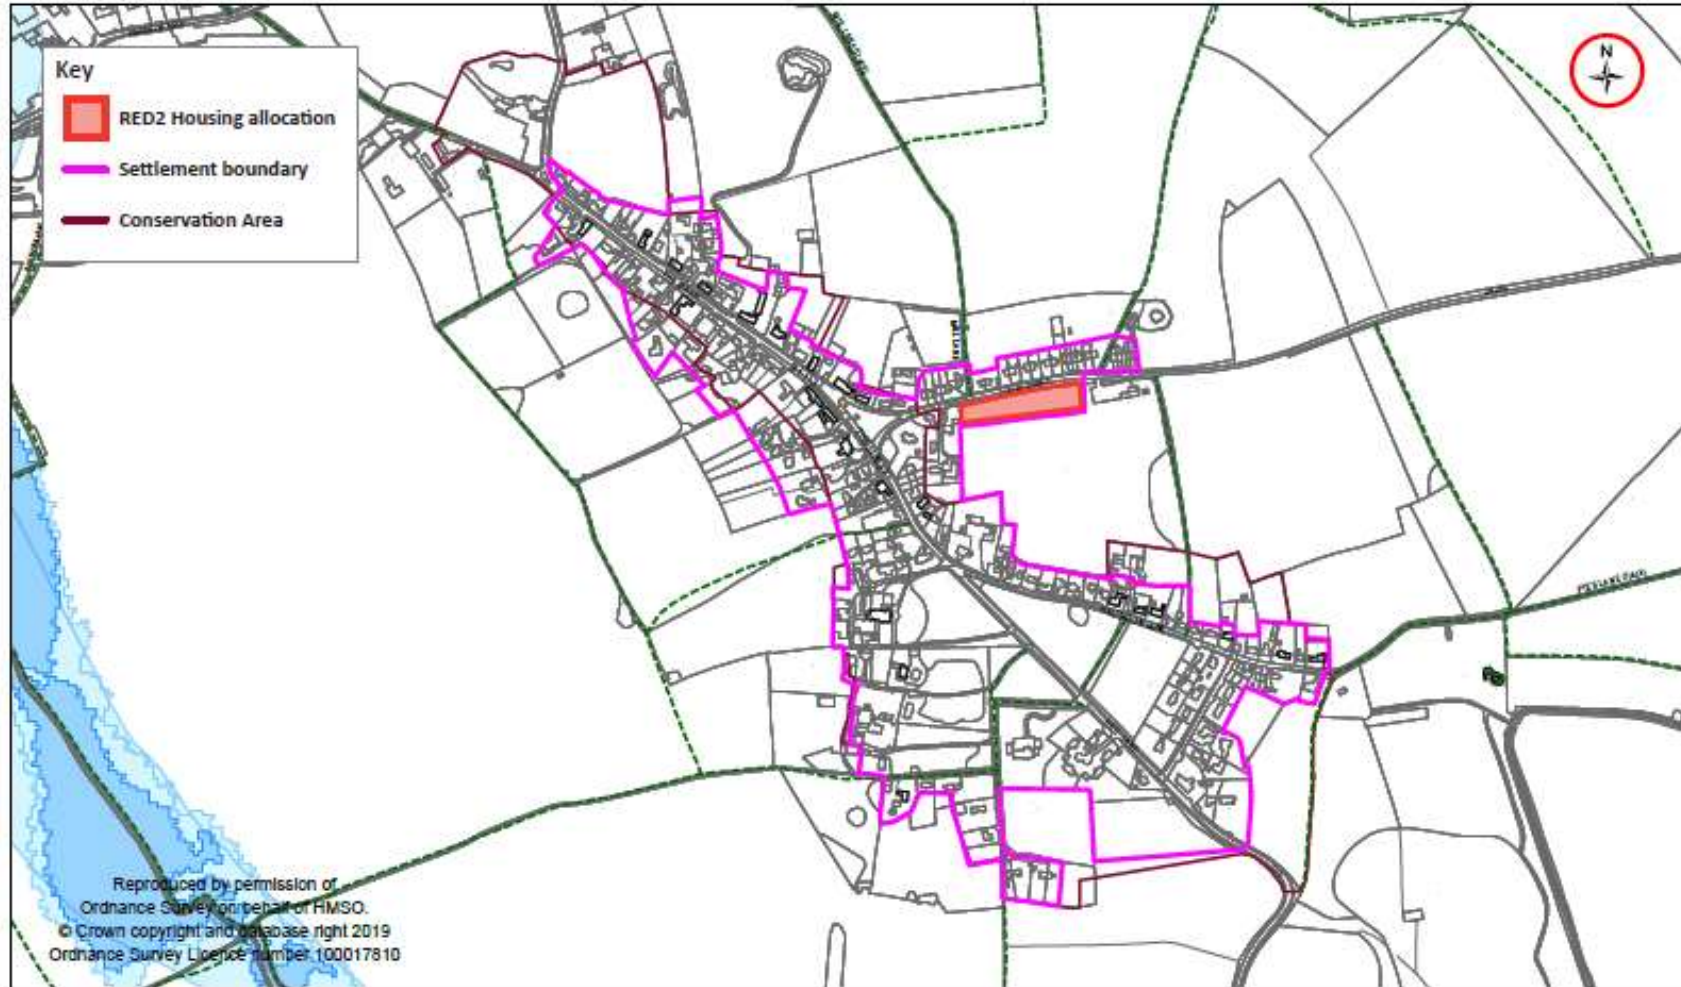 Key
RED2 Housing allocation
Settlement boundary
Conservation Area
N
Reproduced by permission of
Ordnance Survey on behalf of HMSO.
© Crown copyright and database right 2019
Ordnance Survey Licence number 100017810